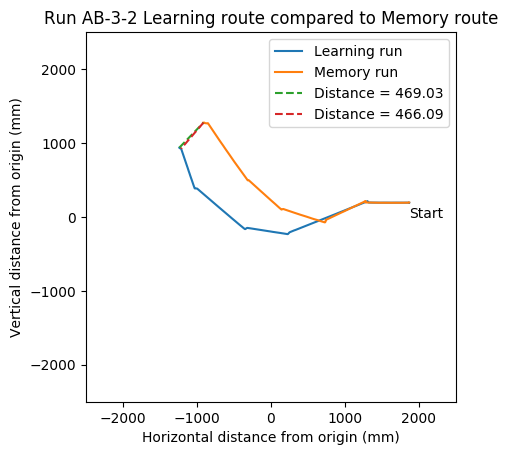 Run AB-3-2 Learning route compared to Memory route
Learning run
Memory run
Distance = 469.03
Distance = 466.09
2000
1000
0
−1000
−2000
Start
Vertical distance from origin (mm)
−2000 −1000 0 1000 2000
Horizontal distance from origin (mm)